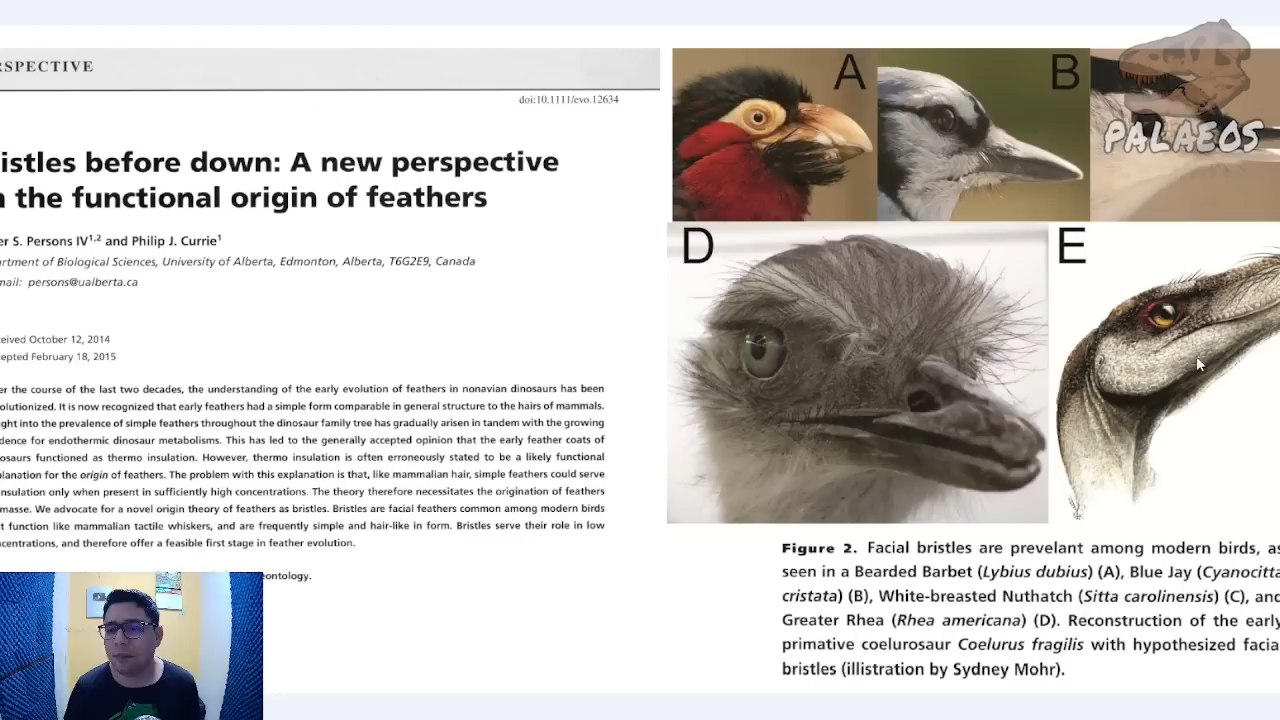 RSPECTIVE
doi:10.1111/evo.12634
istles before down: A new perspective
n the functional origin of feathers
er S. Persons IV1,2 and Philip J. Currie1
artment of Biological Sciences, University of Alberta, Edmonton, Alberta, T6G2E9, Canada
mail: persons@ualberta.ca
ceived October 12, 2014
cepted February 18, 2015
er the course of the last two decades, the understanding of the early evolution of feathers in nonavian dinosaurs has been
olutionized. It is now recognized that early feathers had a simple form comparable in general structure to the hairs of mammals.
ight into the prevalence of simple feathers throughout the dinosaur family tree has gradually arisen in tandem with the growing
dence for endothermic dinosaur metabolisms. This has led to the generally accepted opinion that the early feather coats of
osaurs functioned as thermo insulation. However, thermo insulation is often erroneously stated to be a likely functional
planation for the origin of feathers. The problem with this explanation is that, like mammalian hair, simple feathers could serve
insulation only when present in sufficiently high concentrations. The theory therefore necessitates the origination of feathers
masse. We advocate for a novel origin theory of feathers as bristles. Bristles are facial feathers common among modern birds
t function like mammalian tactile whiskers, and are frequently simple and hair-like in form. Bristles serve their role in low
centrations, and therefore offer a feasible first stage in feather evolution.
eontology.
A
B
PALAEOS
D
E
Figure 2. Facial bristles are prevelant among modern birds, as
seen in a Bearded Barbet (Lybius dubius) (A), Blue Jay (Cyanocitta
cristata) (B), White-breasted Nuthatch (Sitta carolinensis) (C), and
Greater Rhea (Rhea americana) (D). Reconstruction of the early
primative coelurosaur Coelurus fragilis with hypothesized facia
bristles (illistration by Sydney Mohr).